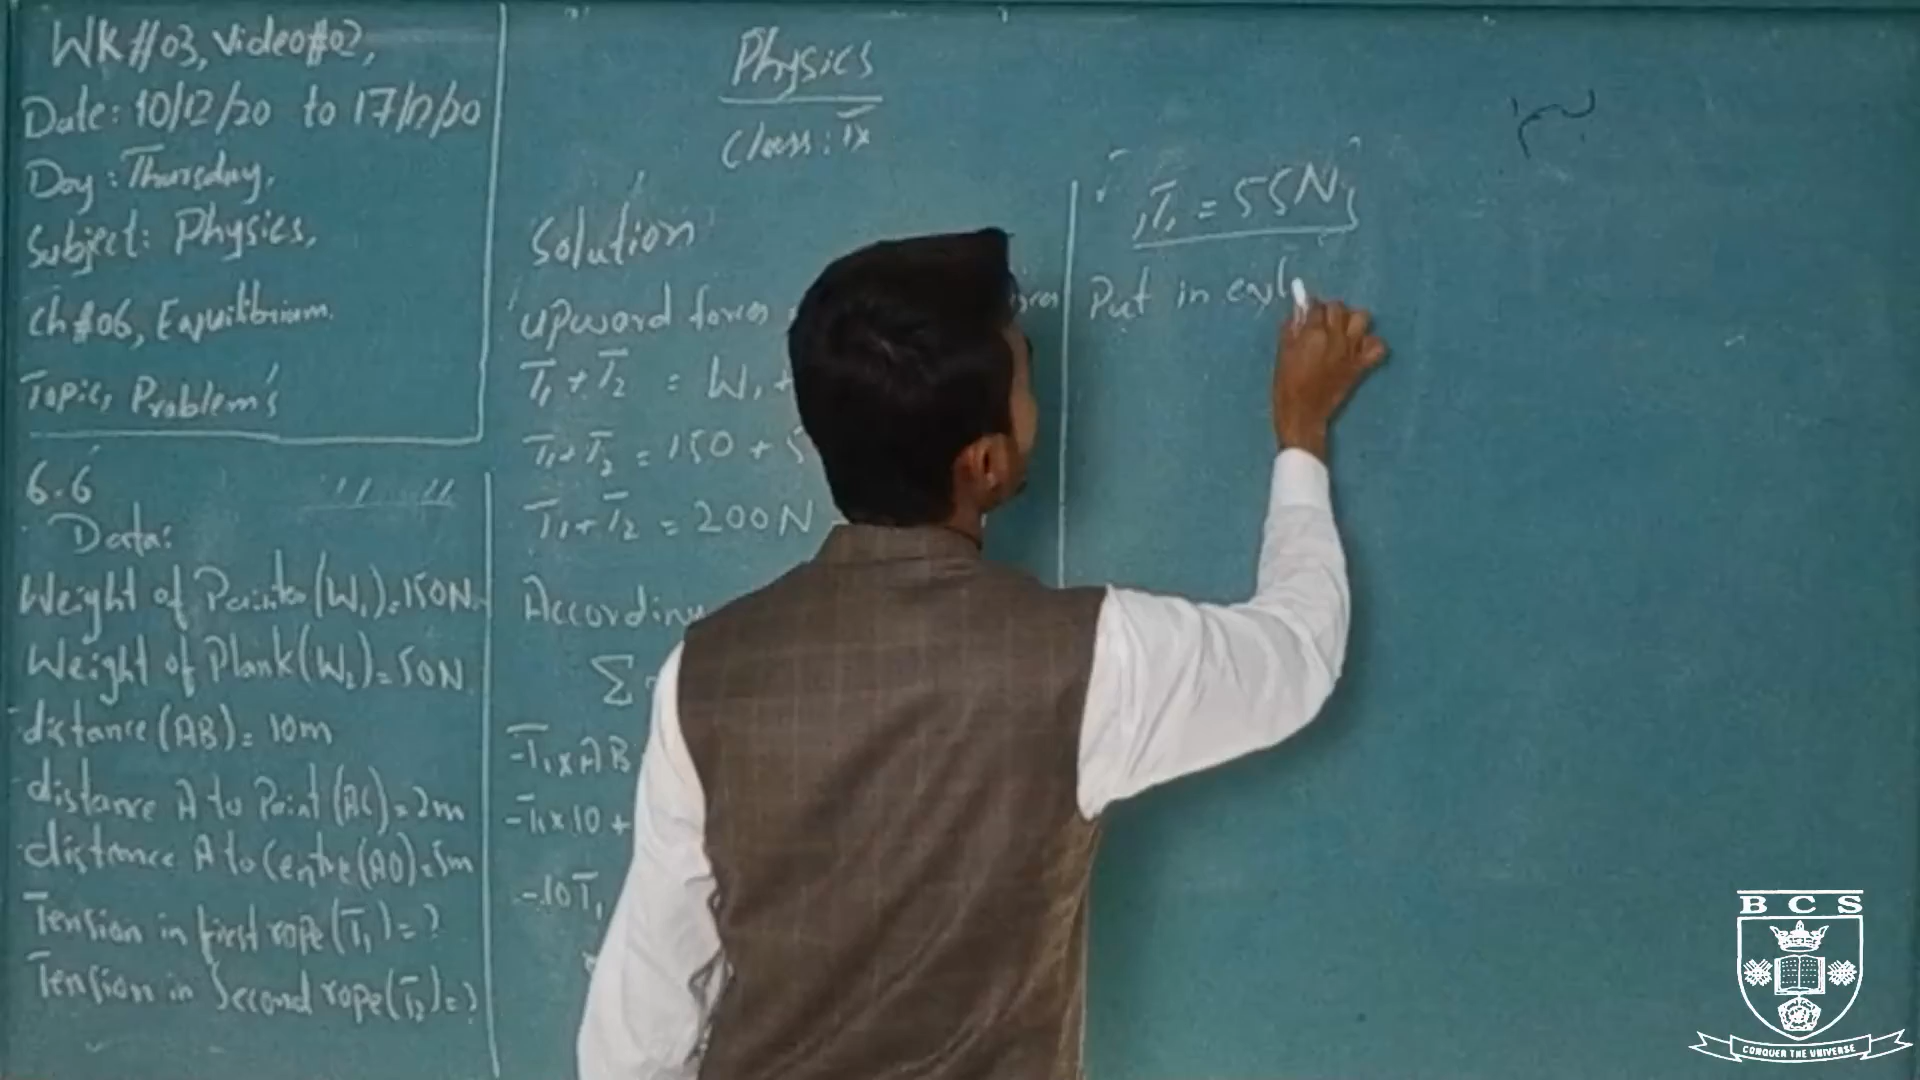 WK#03, Video#02,
Date: 10/12/20 to 17/12/20
Day: Thursday,
Subject: Physics,
Ch#06, Equilibrium.
Topic, Problem's
6.6
Data:
Weight of Painter (W₁) = 150N
Weight of Plank (W₂) = 50N
distance (AB) = 10m
distance A to Point (AC) = 2m
distance A to Centre (AO) = 5m
Tension in first rope (T₁) = ?
Tension in Second rope (T₂) = ?
Physics
Class: IX
Solution
upward forces
T₁ + T₂ = W₁ +
T₁ + T₂ = 150 + 5
T₁ + T₂ = 200N
According
Σ
-T₁ x AB
-T₁ x 10 +
-10T₁
T₁ = 55N
Put in
BCS
CONQUER THE UNIVERSE